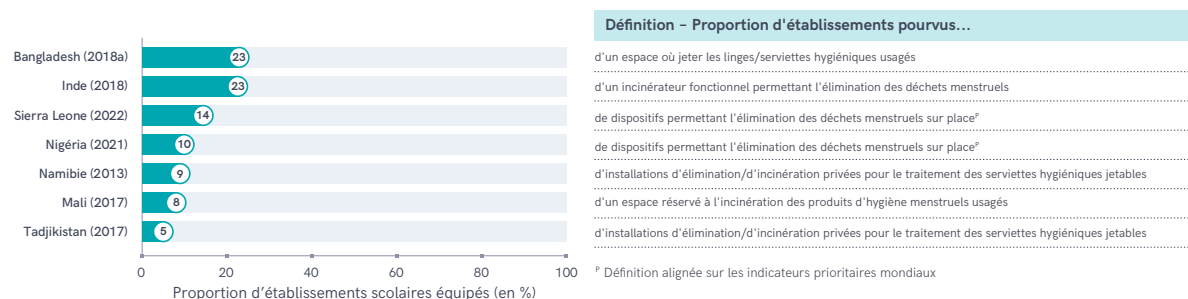 Définition – Proportion d'établissements pourvus...
Bangladesh (2018a) 23 d'un espace où jeter les linges/serviettes hygiéniques usagés
Inde (2018) 23 d'un incinérateur fonctionnel permettant l'élimination des déchets menstruels
Sierra Leone (2022) 14 de dispositifs permettant l'élimination des déchets menstruels sur placeᴾ
Nigéria (2021) 10 de dispositifs permettant l'élimination des déchets menstruels sur placeᴾ
Namibie (2013) 9 d'installations d'élimination/d'incinération privées pour le traitement des serviettes hygiéniques jetables
Mali (2017) 8 d'un espace réservé à l'incinération des produits d'hygiène menstruels usagés
Tadjikistan (2017) 5 d'installations d'élimination/d'incinération privées pour le traitement des serviettes hygiéniques jetables
0 20 40 60 80 100
Proportion d'établissements scolaires équipés (en %)
ᴾ Définition alignée sur les indicateurs prioritaires mondiaux